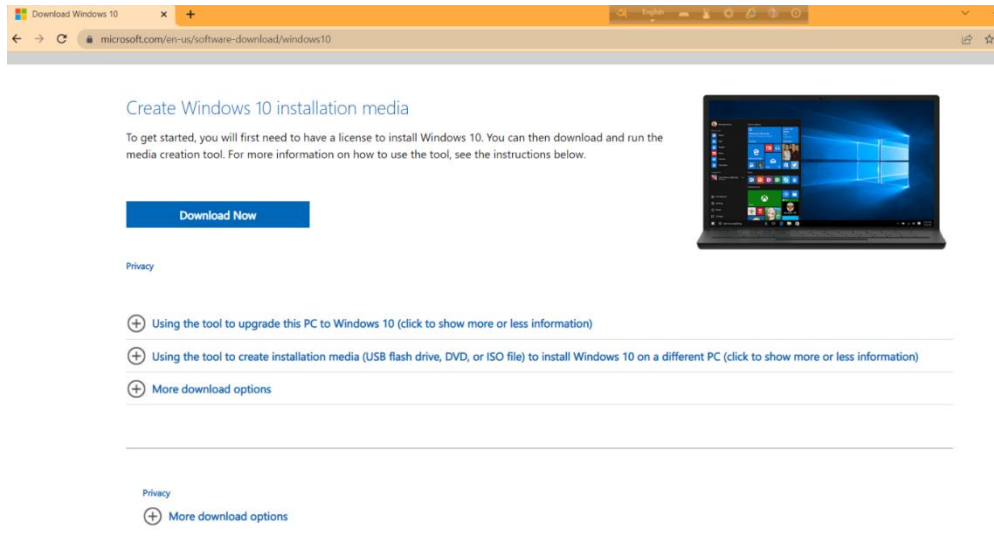 Download Windows 10
English
microsoft.com/en-us/software-download/windows10
Create Windows 10 installation media
To get started, you will first need to have a license to install Windows 10. You can then download and run the
media creation tool. For more information on how to use the tool, see the instructions below.
Download Now
Privacy
Using the tool to upgrade this PC to Windows 10 (click to show more or less information)
Using the tool to create installation media (USB flash drive, DVD, or ISO file) to install Windows 10 on a different PC (click to show more or less information)
More download options
Privacy
More download options